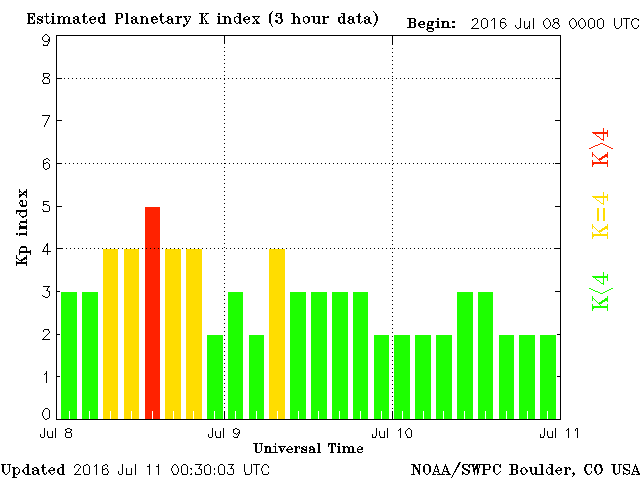 Estimated Planetary K index (3 hour data)
Begin: 2016 Jul 08 0000 UTC
9
8
7
6
5
4
3
2
1
0
Kp index
K>4
K=4
K<4
Jul 8
Jul 9
Jul 10
Jul 11
Universal Time
Updated 2016 Jul 11 00:30:03 UTC
NOAA/SWPC Boulder, CO USA